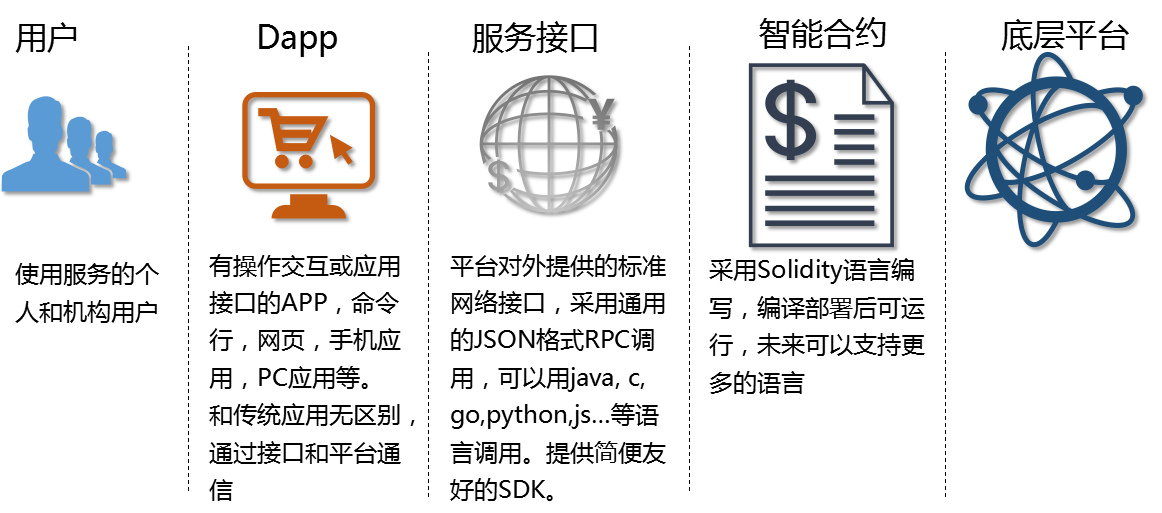 用户
Dapp
服务接口
智能合约
底层平台
¥
$
$
使用服务的个
人和机构用户
有操作交互或应用
接口的APP，命令
行，网页，手机应
用，PC应用等。
和传统应用无区别，
通过接口和平台通
信
平台对外提供的标准
网络接口，采用通用
的JSON格式RPC调
用，可以用java, c,
go,python,js...等语
言调用。提供简便友
好的SDK。
采用Solidity语言编
写，编译部署后可运
行，未来可以支持更
多的语言